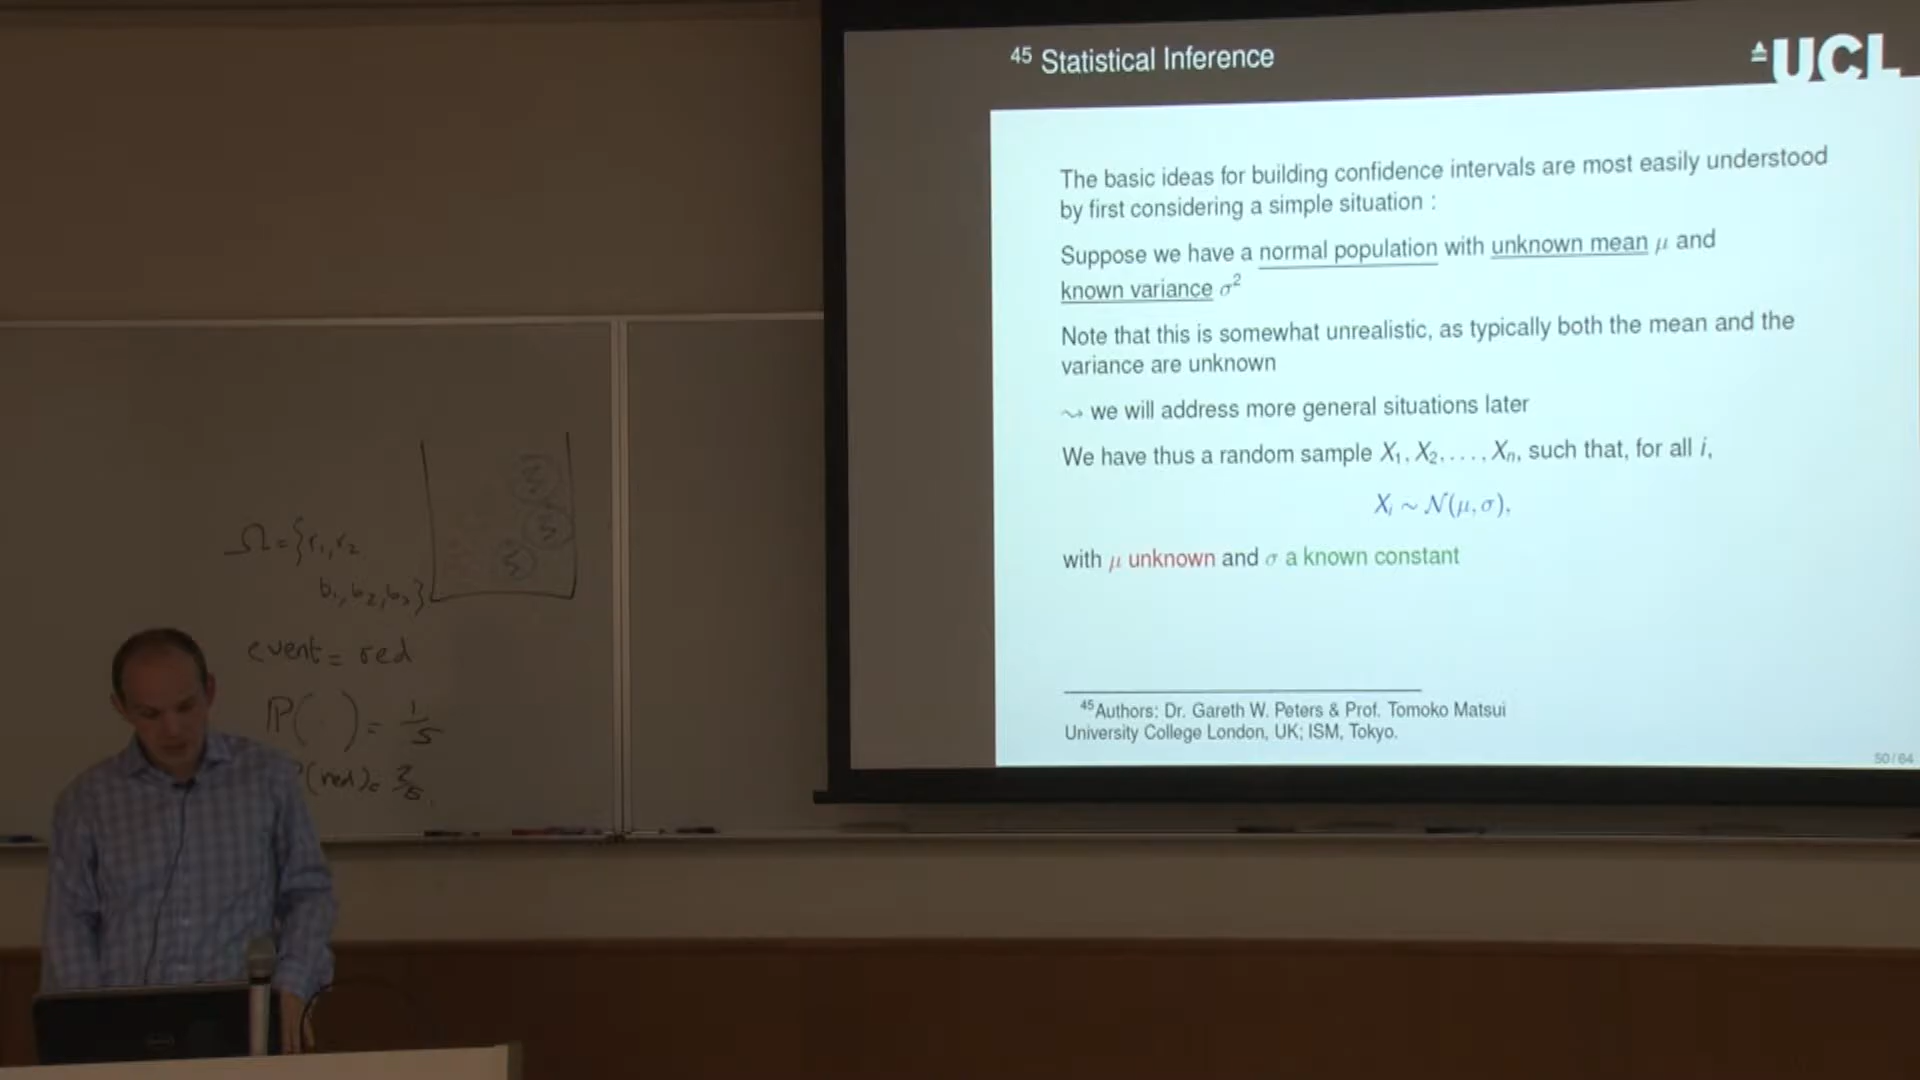 45 Statistical Inference
UCL
The basic ideas for building confidence intervals are most easily understood
by first considering a simple situation :
Suppose we have a normal population with unknown mean μ and
known variance σ²
Note that this is somewhat unrealistic, as typically both the mean and the
variance are unknown
⇝ we will address more general situations later
We have thus a random sample X₁, X₂, . . . , Xₙ, such that, for all i,
Xᵢ ~ N(μ, σ),
with μ unknown and σ a known constant
⁴⁵Authors: Dr. Gareth W. Peters & Prof. Tomoko Matsui
University College London, UK; ISM, Tokyo.
50/64
Ω={r₁,r₂
b₁,b₂,b₃}
event= red
P( )= 1/5
(red)= 2/5.